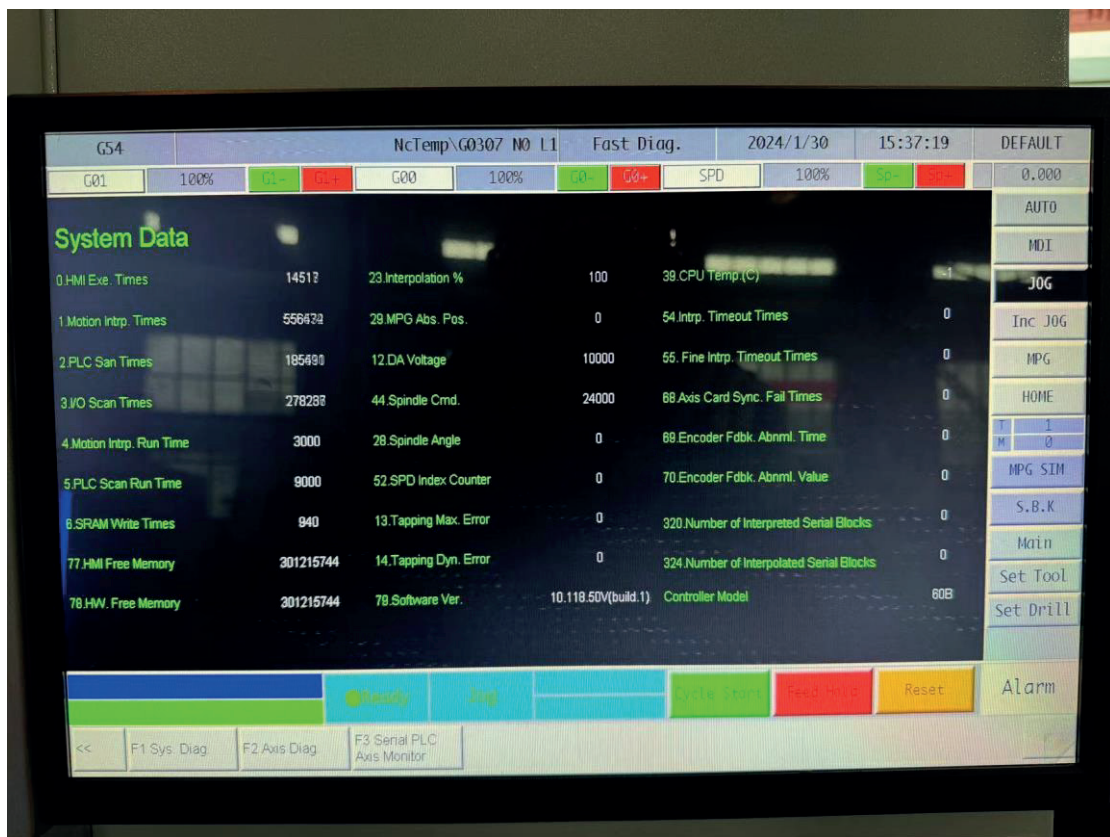 G54 NcTemp\G0307 N0 L1 Fast Diag. 2024/1/30 15:37:19 DEFAULT
G01 100% G1- G1+ G00 100% G0- G0+ SPD 100% Sp- Sp+ 0.000
AUTO
MDI
JOG
Inc JOG
MPG
HOME
T 1
M 0
MPG SIM
S.B.K
Main
Set Tool
Set Drill
Alarm
System Data
0.HMI Exe. Times
1.Motion Intrp. Times
2.PLC San Times
3.I/O Scan Times
4.Motion Intrp. Run Time 3000
5.PLC Scan Run Time 9000
6.SRAM Write Times 940
77.HMI Free Memory 301215744
78.HW. Free Memory 301215744
23.Interpolation % 100
29.MPG Abs. Pos. 0
12.DA Voltage 10000
44.Spindle Cmd. 24000
28.Spindle Angle 0
52.SPD Index Counter 0
13.Tapping Max. Error 0
14.Tapping Dyn. Error 0
79.Software Ver. 10.118.50V(build.1)
39.CPU Temp.(C) -1
54.Intrp. Timeout Times 0
55. Fine Intrp. Timeout Times 0
68.Axis Card Sync. Fail Times 0
69.Encoder Fdbk. Abnml. Time 0
70.Encoder Fdbk. Abnml. Value 0
320.Number of Interpreted Serial Blocks 0
324.Number of Interpolated Serial Blocks 0
Controller Model 60B
Ready Jog Cycle Start Feed Hold Reset
<< F1 Sys. Diag. F2 Axis Diag. F3 Serial PLC
Axis Monitor